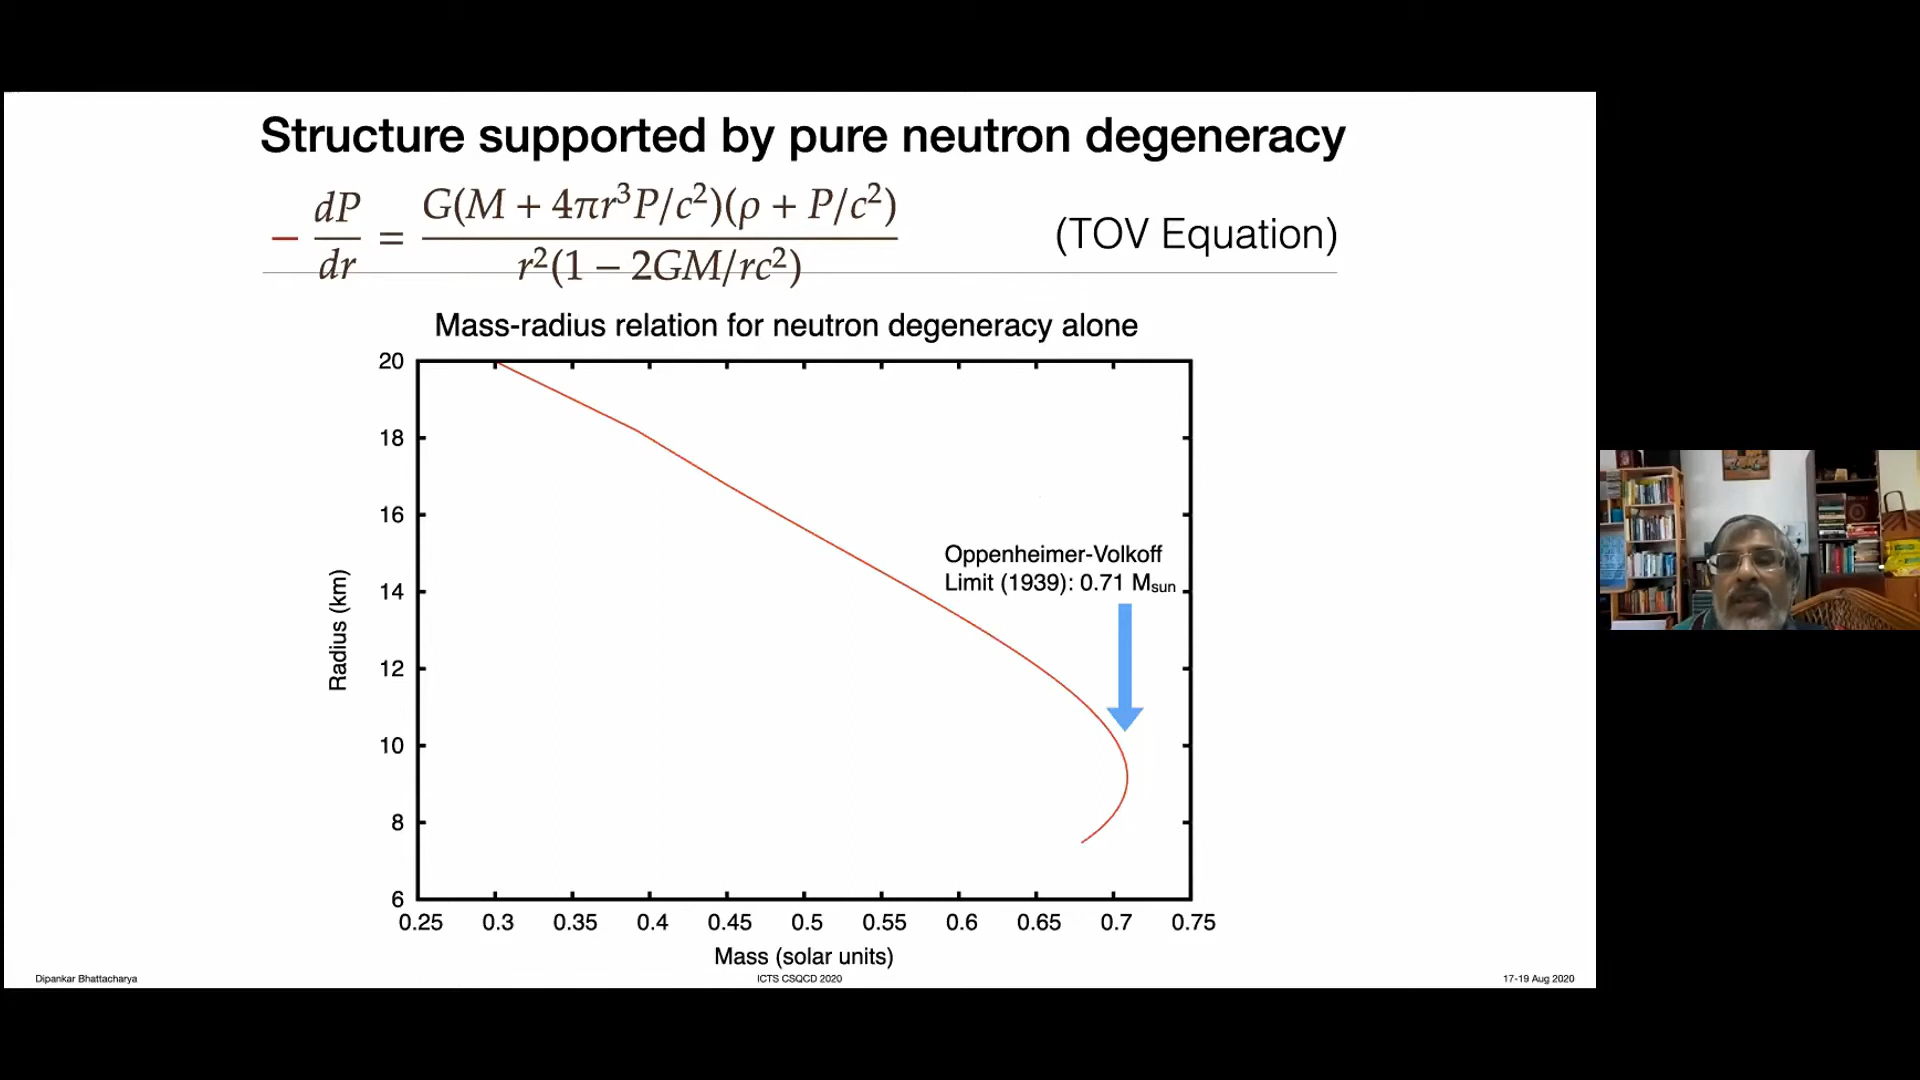 Structure supported by pure neutron degeneracy
− dP/dr = G(M + 4πr³P/c²)(ρ + P/c²) / r²(1 − 2GM/rc²)
(TOV Equation)
Mass-radius relation for neutron degeneracy alone
20
18
16
14
12
10
8
6
Radius (km)
Oppenheimer-Volkoff
Limit (1939): 0.71 Msun
0.25 0.3 0.35 0.4 0.45 0.5 0.55 0.6 0.65 0.7 0.75
Mass (solar units)
Dipankar Bhattacharya
ICTS CSQCD 2020
17-19 Aug 2020